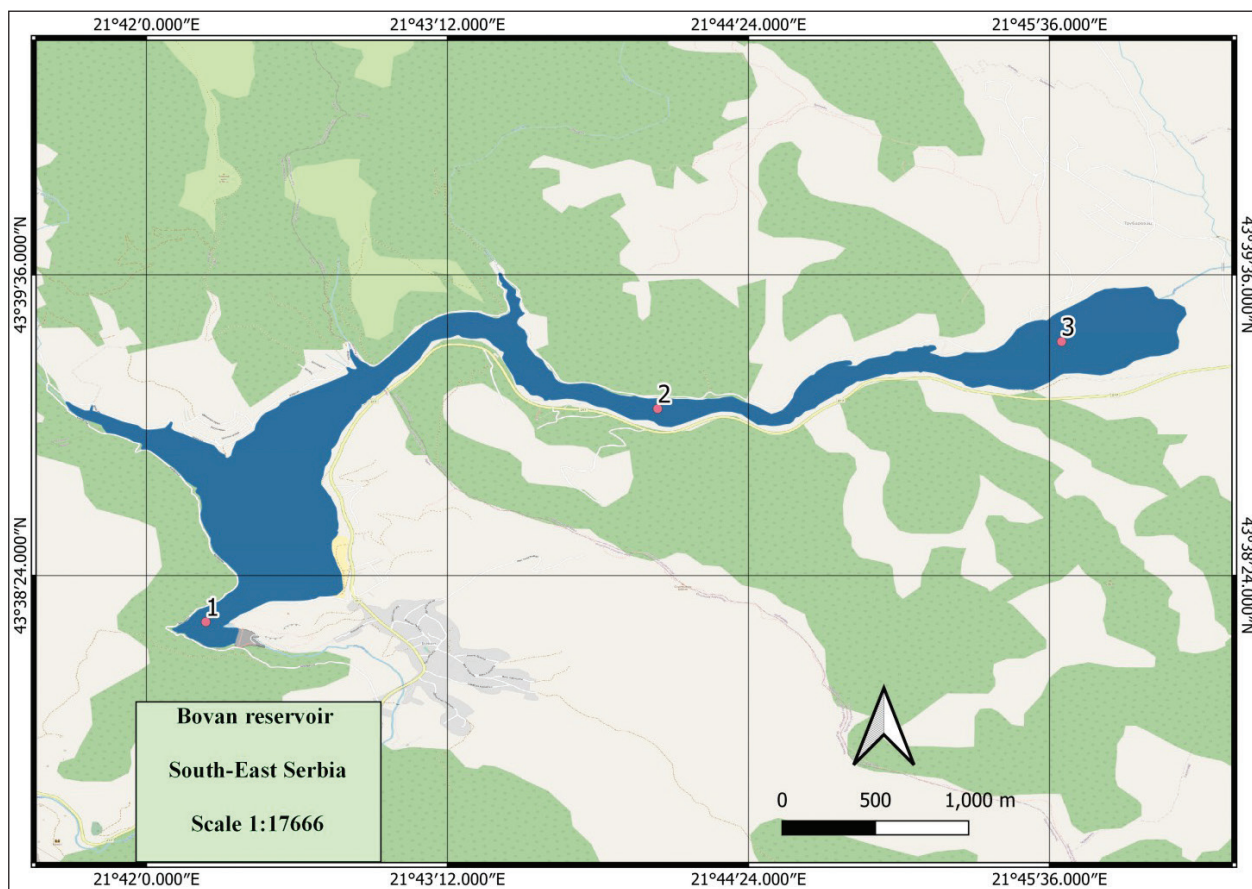 21°42′0.000″E
21°43′12.000″E
21°44′24.000″E
21°45′36.000″E
43°39′36.000″N
43°39′36.000″N
3
2
43°38′24.000″N
43°38′24.000″N
1
Bovan reservoir
South-East Serbia
Scale 1:17666
0 500 1,000 m
21°42′0.000″E
21°43′12.000″E
21°44′24.000″E
21°45′36.000″E